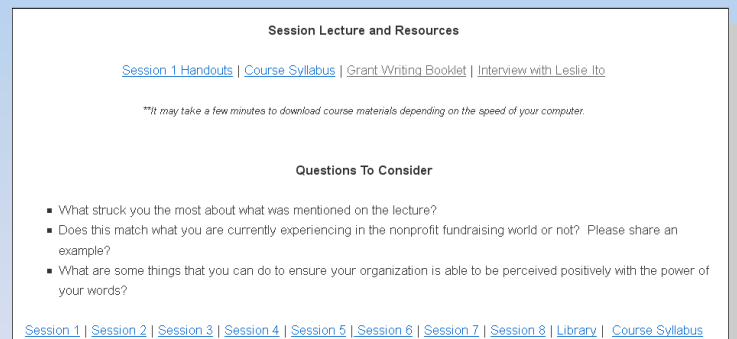 Session Lecture and Resources
Session 1 Handouts | Course Syllabus | Grant Writing Booklet | Interview with Leslie Ito
**It may take a few minutes to download course materials depending on the speed of your computer.
Questions To Consider
▪ What struck you the most about what was mentioned on the lecture?
▪ Does this match what you are currently experiencing in the nonprofit fundraising world or not?  Please share an
example?
▪ What are some things that you can do to ensure your organization is able to be perceived positively with the power of
your words?
Session 1 | Session 2 | Session 3 | Session 4 | Session 5 | Session 6 | Session 7 | Session 8 | Library |  Course Syllabus